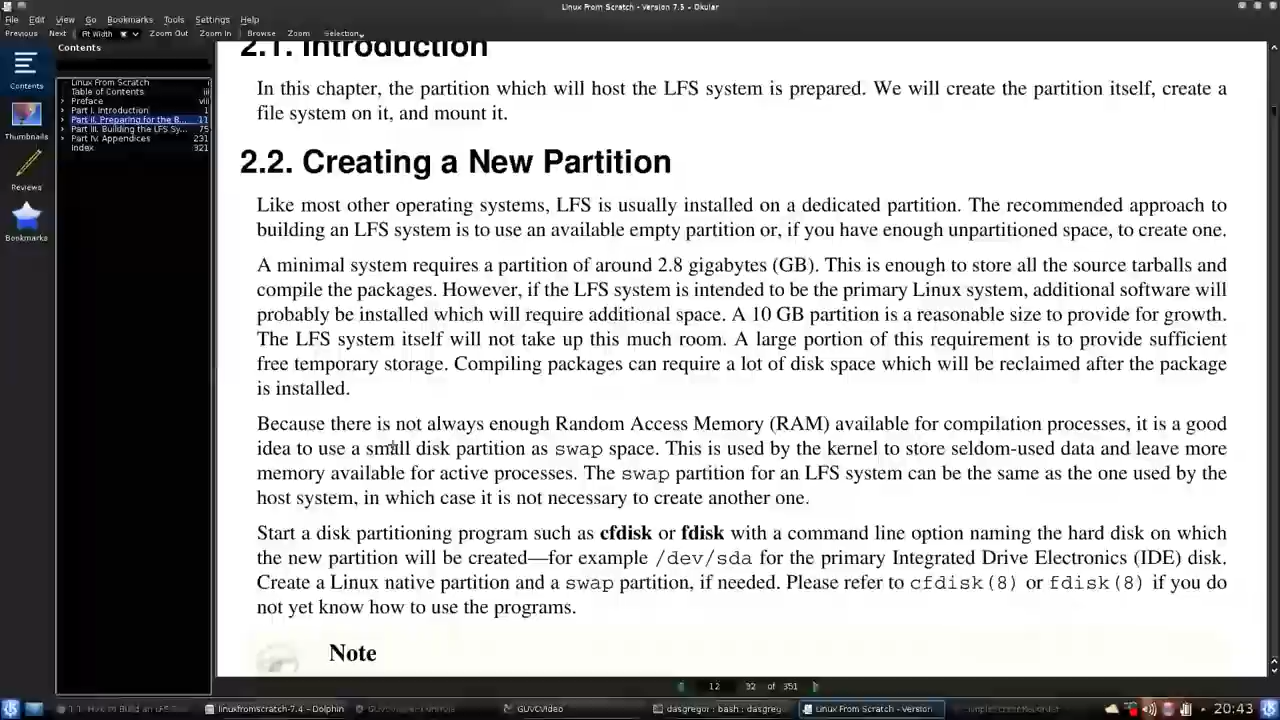 Linux From Scratch - Version 7.5 - Okular
File Edit View Go Bookmarks Tools Settings Help
Previous Next Fit Width Zoom Out Zoom In Browse Zoom Selection
Contents
Contents
Thumbnails
Reviews
Bookmarks
Linux From Scratch i
Table of Contents iii
Preface viii
Part I. Introduction 1
Part II. Preparing for the B... 11
Part III. Building the LFS Sy... 75
Part IV. Appendices 231
Index 321
2.1. Introduction
In this chapter, the partition which will host the LFS system is prepared. We will create the partition itself, create a
file system on it, and mount it.
2.2. Creating a New Partition
Like most other operating systems, LFS is usually installed on a dedicated partition. The recommended approach to
building an LFS system is to use an available empty partition or, if you have enough unpartitioned space, to create one.
A minimal system requires a partition of around 2.8 gigabytes (GB). This is enough to store all the source tarballs and
compile the packages. However, if the LFS system is intended to be the primary Linux system, additional software will
probably be installed which will require additional space. A 10 GB partition is a reasonable size to provide for growth.
The LFS system itself will not take up this much room. A large portion of this requirement is to provide sufficient
free temporary storage. Compiling packages can require a lot of disk space which will be reclaimed after the package
is installed.
Because there is not always enough Random Access Memory (RAM) available for compilation processes, it is a good
idea to use a small disk partition as swap space. This is used by the kernel to store seldom-used data and leave more
memory available for active processes. The swap partition for an LFS system can be the same as the one used by the
host system, in which case it is not necessary to create another one.
Start a disk partitioning program such as cfdisk or fdisk with a command line option naming the hard disk on which
the new partition will be created—for example /dev/sda for the primary Integrated Drive Electronics (IDE) disk.
Create a Linux native partition and a swap partition, if needed. Please refer to cfdisk(8) or fdisk(8) if you do
not yet know how to use the programs.
Note
12 32 of 351
1.1. How to Build an LFS linuxfromscratch-7.4 - Dolphin GUVCVideo dasgregor : bash : dasgreg Linux From Scratch - Version 20:43